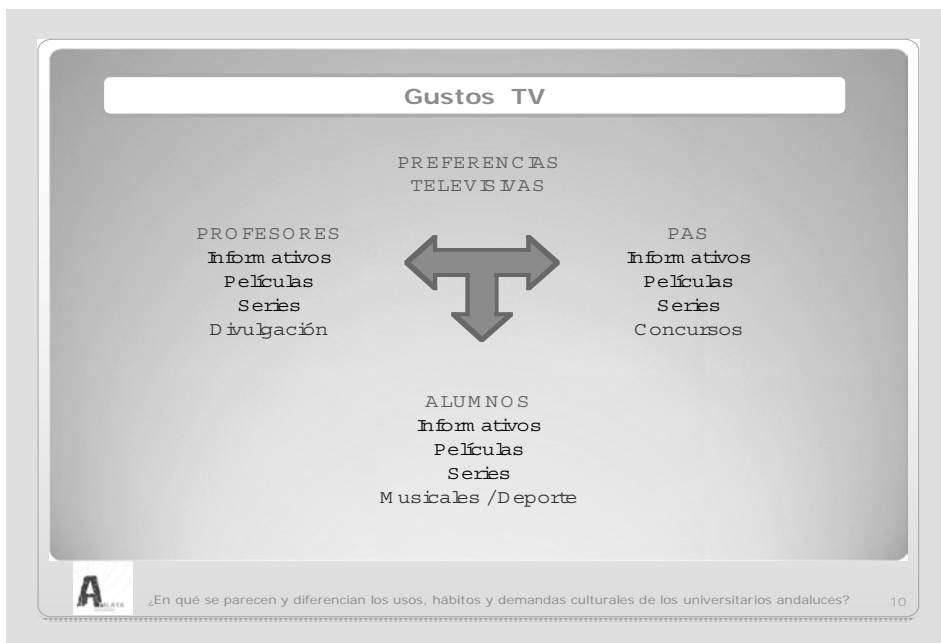 Gustos TV
PREFERENCIAS
TELEVISIVAS
PROFESORES
Informativos
Películas
Series
Divulgación
PAS
Informativos
Películas
Series
Concursos
ALUMNOS
Informativos
Películas
Series
Musicales /Deporte
¿En qué se parecen y diferencian los usos, hábitos y demandas culturales de los universitarios andaluces?
10